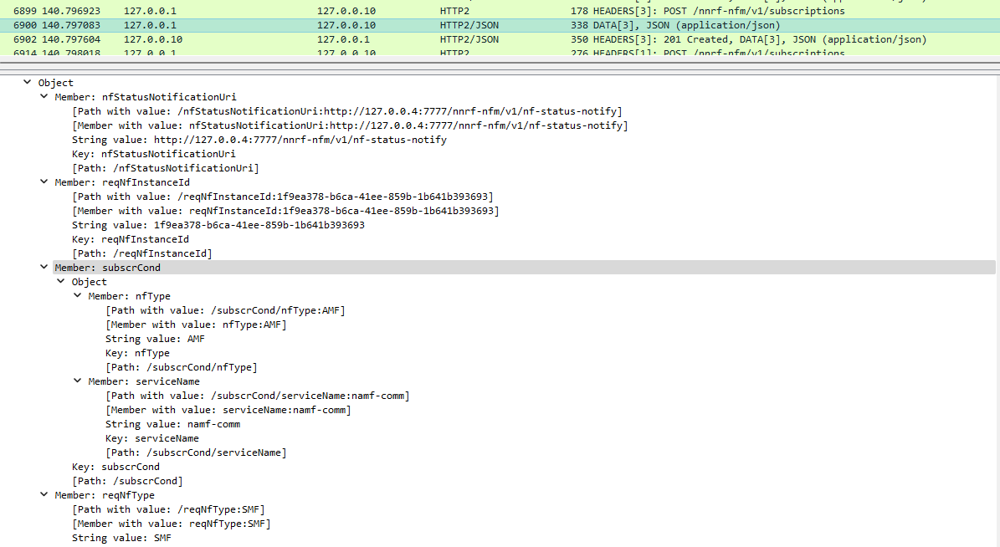 6899 140.796923 127.0.0.1 127.0.0.10 HTTP2 178 HEADERS[3]: POST /nnrf-nfm/v1/subscriptions
6900 140.797083 127.0.0.1 127.0.0.10 HTTP2/JSON 338 DATA[3], JSON (application/json)
6902 140.797604 127.0.0.10 127.0.0.1 HTTP2/JSON 350 HEADERS[3]: 201 Created, DATA[3], JSON (application/json)
6914 140.798018 127.0.0.1 127.0.0.10 HTTP2 276 HEADERS[1]: POST /nnrf-nfm/v1/subscriptions
Object
Member: nfStatusNotificationUri
[Path with value: /nfStatusNotificationUri:http://127.0.0.4:7777/nnrf-nfm/v1/nf-status-notify]
[Member with value: nfStatusNotificationUri:http://127.0.0.4:7777/nnrf-nfm/v1/nf-status-notify]
String value: http://127.0.0.4:7777/nnrf-nfm/v1/nf-status-notify
Key: nfStatusNotificationUri
[Path: /nfStatusNotificationUri]
Member: reqNfInstanceId
[Path with value: /reqNfInstanceId:1f9ea378-b6ca-41ee-859b-1b641b393693]
[Member with value: reqNfInstanceId:1f9ea378-b6ca-41ee-859b-1b641b393693]
String value: 1f9ea378-b6ca-41ee-859b-1b641b393693
Key: reqNfInstanceId
[Path: /reqNfInstanceId]
Member: subscrCond
Object
Member: nfType
[Path with value: /subscrCond/nfType:AMF]
[Member with value: nfType:AMF]
String value: AMF
Key: nfType
[Path: /subscrCond/nfType]
Member: serviceName
[Path with value: /subscrCond/serviceName:namf-comm]
[Member with value: serviceName:namf-comm]
String value: namf-comm
Key: serviceName
[Path: /subscrCond/serviceName]
Key: subscrCond
[Path: /subscrCond]
Member: reqNfType
[Path with value: /reqNfType:SMF]
[Member with value: reqNfType:SMF]
String value: SMF